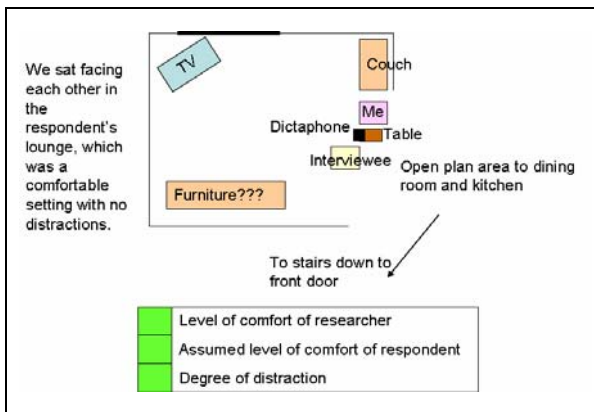 We sat facing
each other in
the
respondent's
lounge, which
was a
comfortable
setting with no
distractions.
TV
Couch
Me
Dictaphone
Table
Interviewee
Furniture???
Open plan area to dining
room and kitchen
To stairs down to
front door
Level of comfort of researcher
Assumed level of comfort of respondent
Degree of distraction